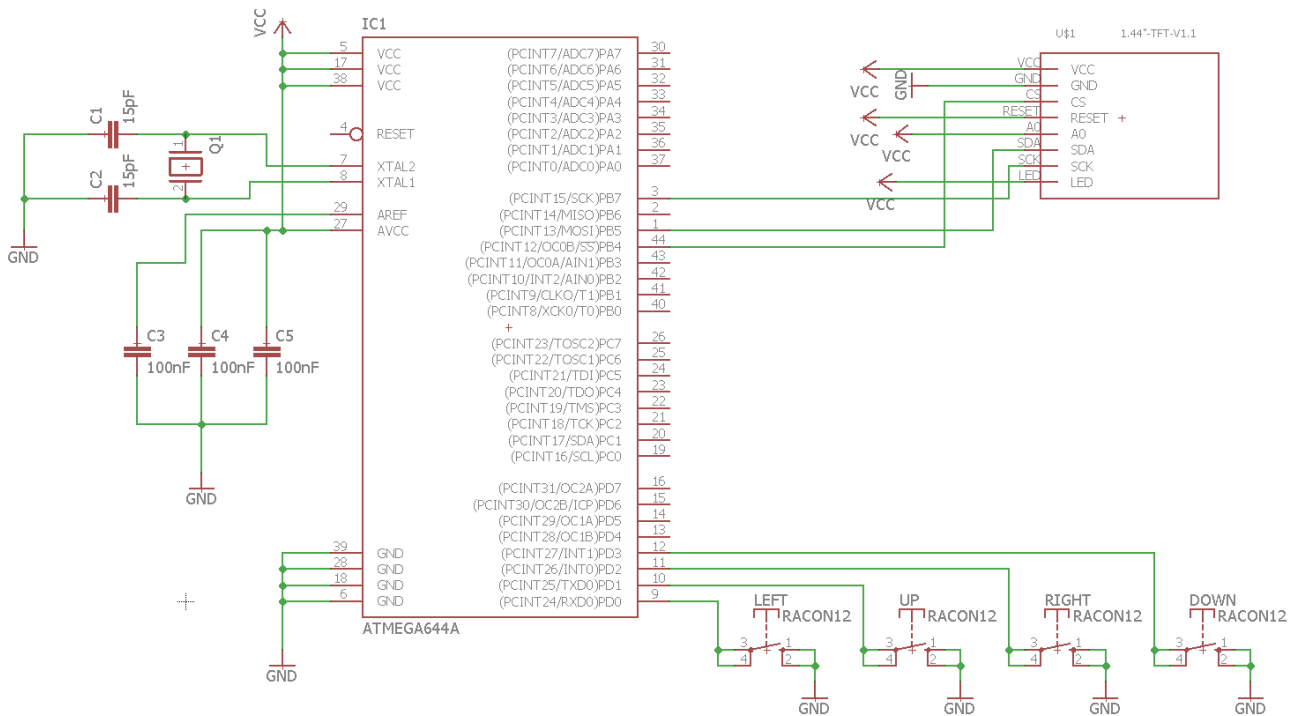 VCC
IC1
5 VCC
17 VCC
38 VCC
4 RESET
7 XTAL2
8 XTAL1
29 AREF
27 AVCC
39 GND
28 GND
18 GND
6 GND
ATMEGA644A
C1
15pF
C2
15pF
1
2
Q1
GND
C3
100nF
C4
100nF
C5
100nF
GND
GND
(PCINT7/ADC7)PA7 30
(PCINT6/ADC6)PA6 31
(PCINT5/ADC5)PA5 32
(PCINT4/ADC4)PA4 33
(PCINT3/ADC3)PA3 34
(PCINT2/ADC2)PA2 35
(PCINT1/ADC1)PA1 36
(PCINT0/ADC0)PA0 37
(PCINT15/SCK)PB7 3
(PCINT14/MISO)PB6 2
(PCINT13/MOSI)PB5 1
(PCINT12/OC0B/SS)PB4 44
(PCINT11/OC0A/AIN1)PB3 43
(PCINT10/INT2/AIN0)PB2 42
(PCINT9/CLKO/T1)PB1 41
(PCINT8/XCK0/T0)PB0 40
(PCINT23/TOSC2)PC7 26
(PCINT22/TOSC1)PC6 25
(PCINT21/TDI)PC5 24
(PCINT20/TDO)PC4 23
(PCINT19/TMS)PC3 22
(PCINT18/TCK)PC2 21
(PCINT17/SDA)PC1 20
(PCINT16/SCL)PC0 19
(PCINT31/OC2A)PD7 16
(PCINT30/OC2B/ICP)PD6 15
(PCINT29/OC1A)PD5 14
(PCINT28/OC1B)PD4 13
(PCINT27/INT1)PD3 12
(PCINT26/INT0)PD2 11
(PCINT25/TXD0)PD1 10
(PCINT24/RXD0)PD0 9
U$1 1.44"-TFT-V1.1
VCC VCC
GND GND
CS CS
RESET RESET
A0 A0
SDA SDA
SCK SCK
LED LED
VCC
GND
VCC
VCC
VCC
LEFT
RACON12
3 1
4 2
GND
UP
RACON12
3 1
4 2
GND
RIGHT
RACON12
3 1
4 2
GND
DOWN
RACON12
3 1
4 2
GND